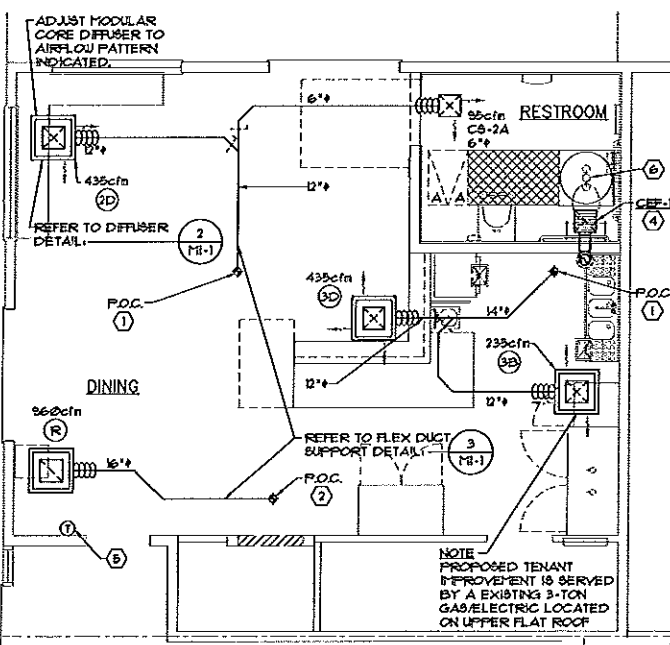 ADJUST MODULAR
CORE DIFFUSER TO
AIRFLOW PATTERN
INDICATED.
12"ø
435cfm
2D
REFER TO DIFFUSER
DETAIL.
2
M1-1
P.O.C.
1
6"ø
12"ø
95cfm
CS-2A
6"ø
RESTROOM
A
A
6
CEF-1
4
P.O.C.
1
435cfm
3D
14"ø
12"ø
235cfm
3B
12"ø
DINING
960cfm
R
16"ø
REFER TO FLEX DUCT
SUPPORT DETAIL.
3
M1-1
P.O.C.
2
T
5
NOTE
PROPOSED TENANT
IMPROVEMENT IS SERVED
BY A EXISTING 3-TON
GAS/ELECTRIC LOCATED
ON UPPER FLAT ROOF